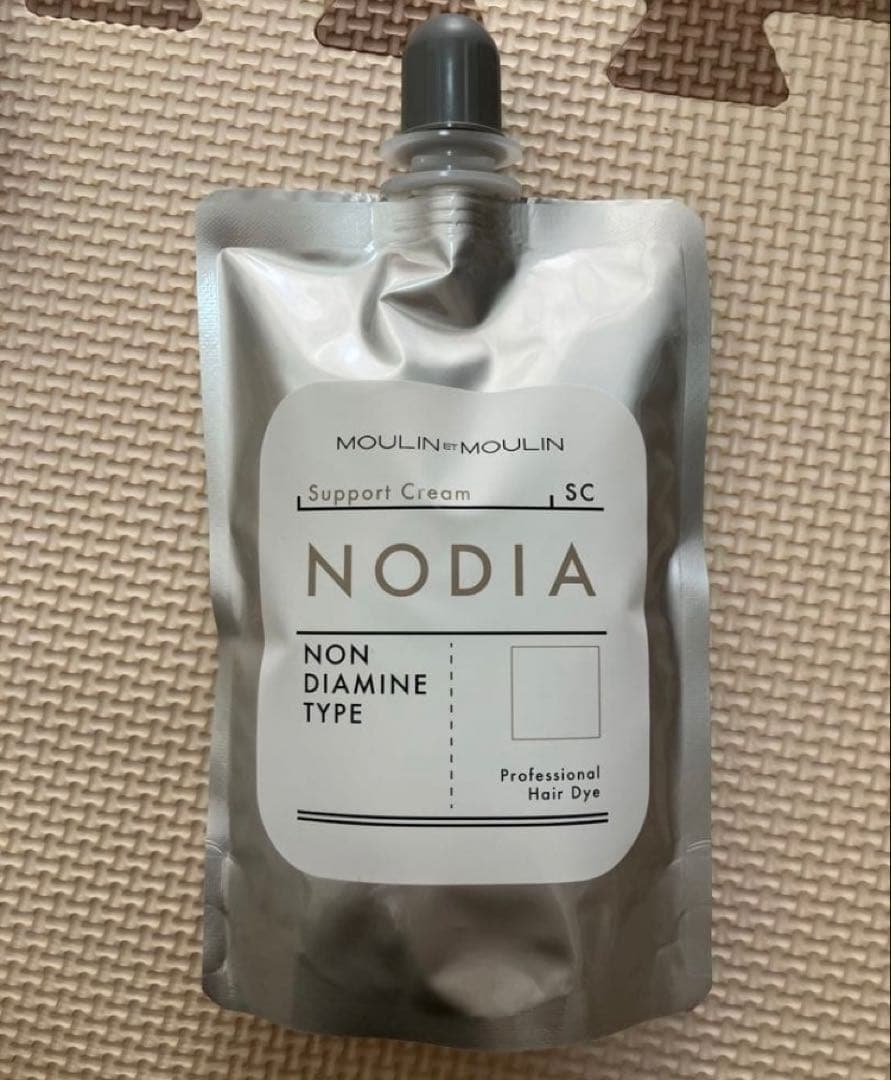 MOULIN ET MOULIN
Support Cream SC
NODIA
NON
DIAMINE
TYPE
Professional
Hair Dye